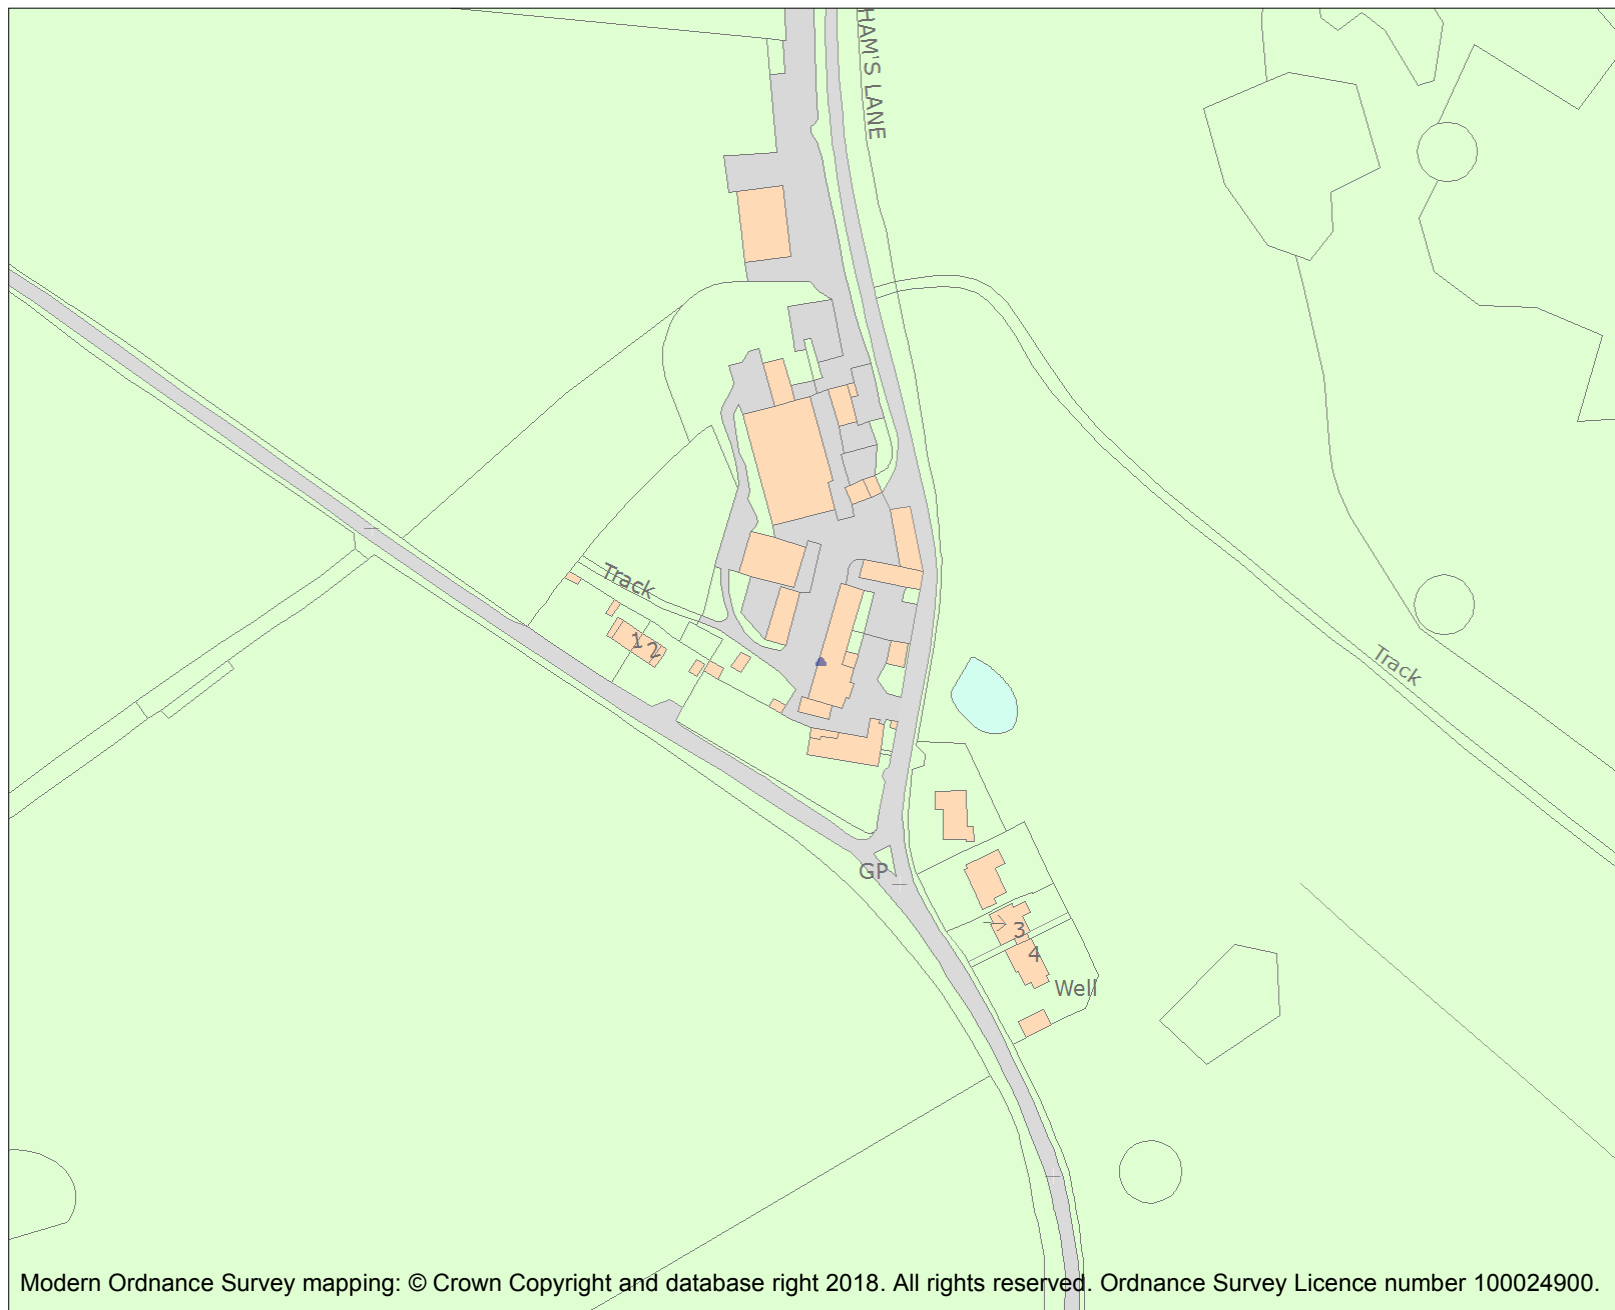 HAM'S LANE
Track
1
2
Track
GP
3
4
Well
Modern Ordnance Survey mapping: © Crown Copyright and database right 2018. All rights reserved. Ordnance Survey Licence number 100024900.